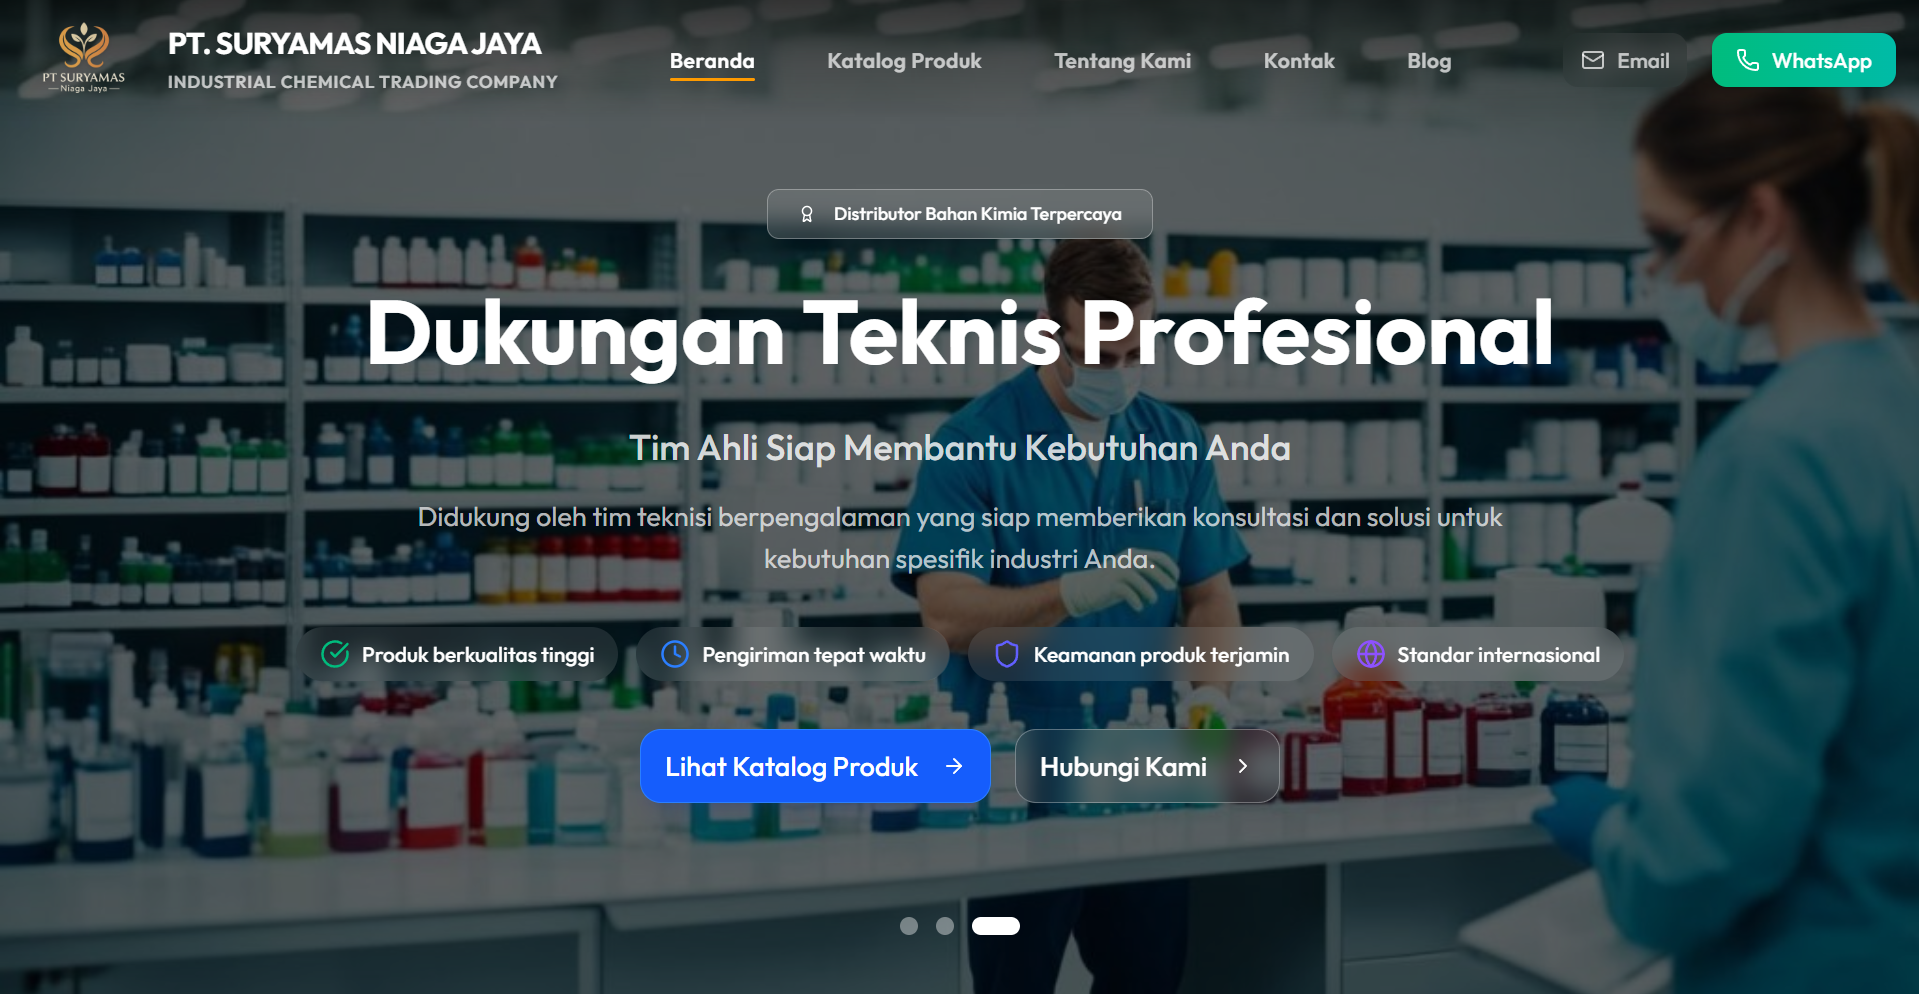 PT SURYAMAS
Niaga Jaya
PT. SURYAMAS NIAGA JAYA
INDUSTRIAL CHEMICAL TRADING COMPANY
Beranda
Katalog Produk
Tentang Kami
Kontak
Blog
Email
WhatsApp
Distributor Bahan Kimia Terpercaya
Dukungan Teknis Profesional
Tim Ahli Siap Membantu Kebutuhan Anda
Didukung oleh tim teknisi berpengalaman yang siap memberikan konsultasi dan solusi untuk
kebutuhan spesifik industri Anda.
Produk berkualitas tinggi
Pengiriman tepat waktu
Keamanan produk terjamin
Standar internasional
Lihat Katalog Produk
Hubungi Kami